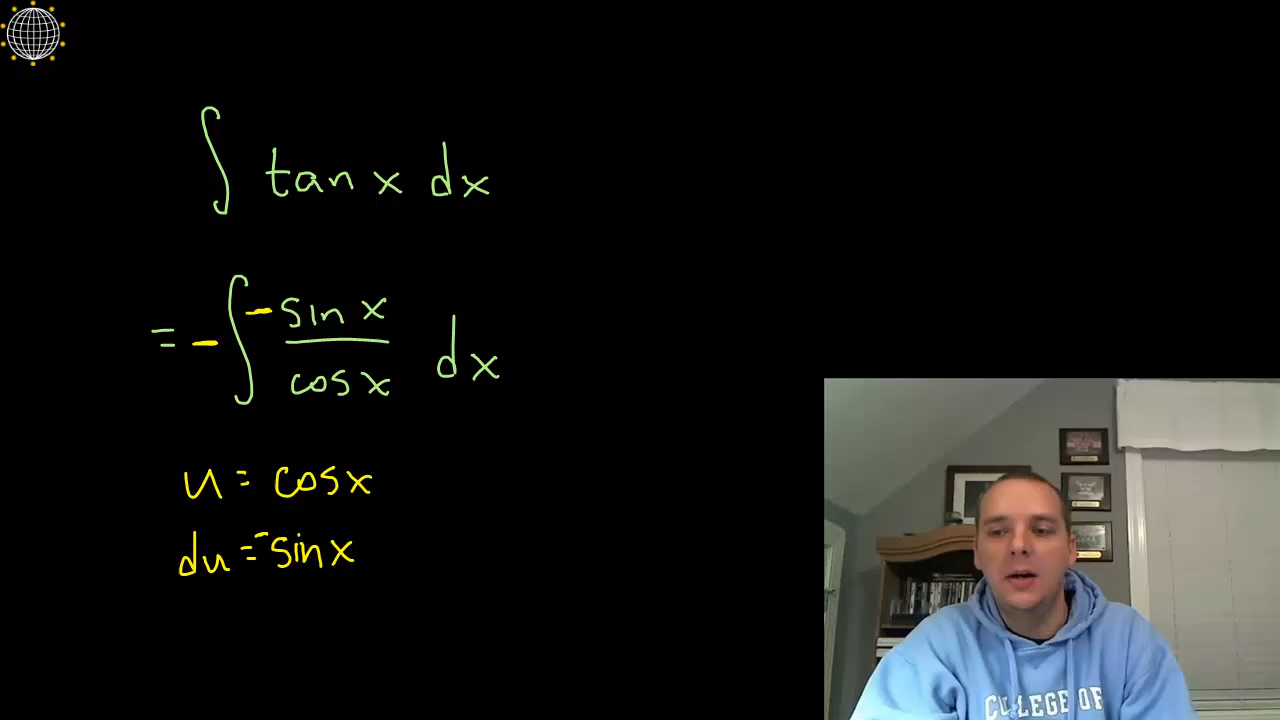 ∫ tan x dx
= - ∫ -sin x / cos x dx
u = cos x
du = -sin x
COLLEGE OF